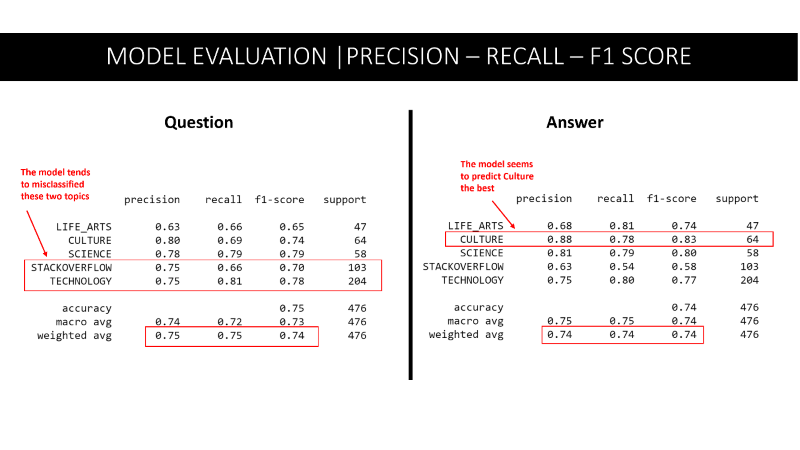 MODEL EVALUATION |PRECISION – RECALL – F1 SCORE
Question
The model tends
to misclassified
these two topics
precision recall f1-score support
LIFE_ARTS 0.63 0.66 0.65 47
CULTURE 0.80 0.69 0.74 64
SCIENCE 0.78 0.79 0.79 58
STACKOVERFLOW 0.75 0.66 0.70 103
TECHNOLOGY 0.75 0.81 0.78 204
accuracy 0.75 476
macro avg 0.74 0.72 0.73 476
weighted avg 0.75 0.75 0.74 476
Answer
The model seems
to predict Culture
the best
precision recall f1-score support
LIFE_ARTS 0.68 0.81 0.74 47
CULTURE 0.88 0.78 0.83 64
SCIENCE 0.81 0.79 0.80 58
STACKOVERFLOW 0.63 0.54 0.58 103
TECHNOLOGY 0.75 0.80 0.77 204
accuracy 0.74 476
macro avg 0.75 0.75 0.74 476
weighted avg 0.74 0.74 0.74 476